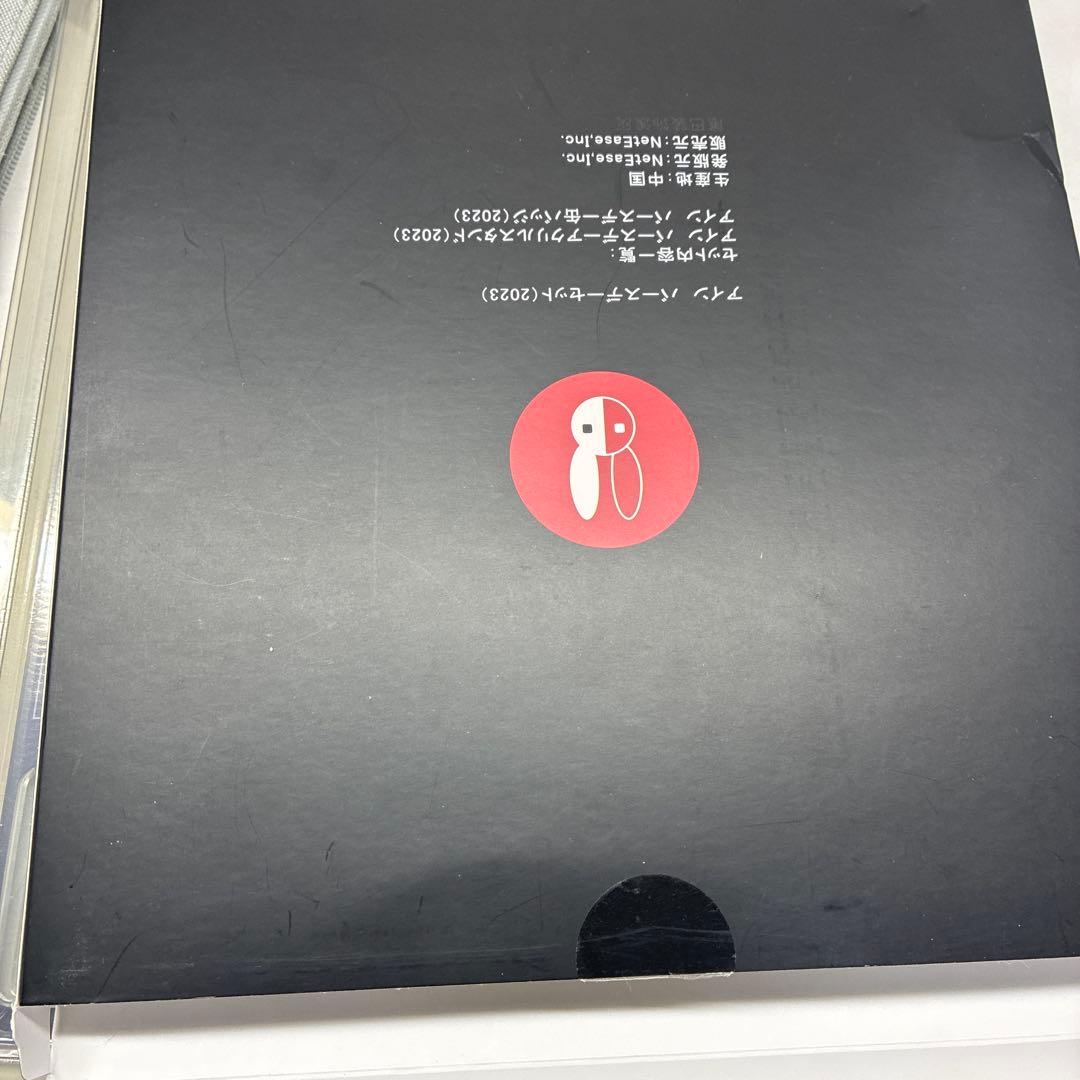 アイン バースデーセット(2023)
セット内容一覧:
アイン バースデーアクリルスタンド(2023)
アイン バースデー缶バッジ(2023)
生産地:中国
発版元:NetEase,Inc.
販売元:NetEase,Inc.